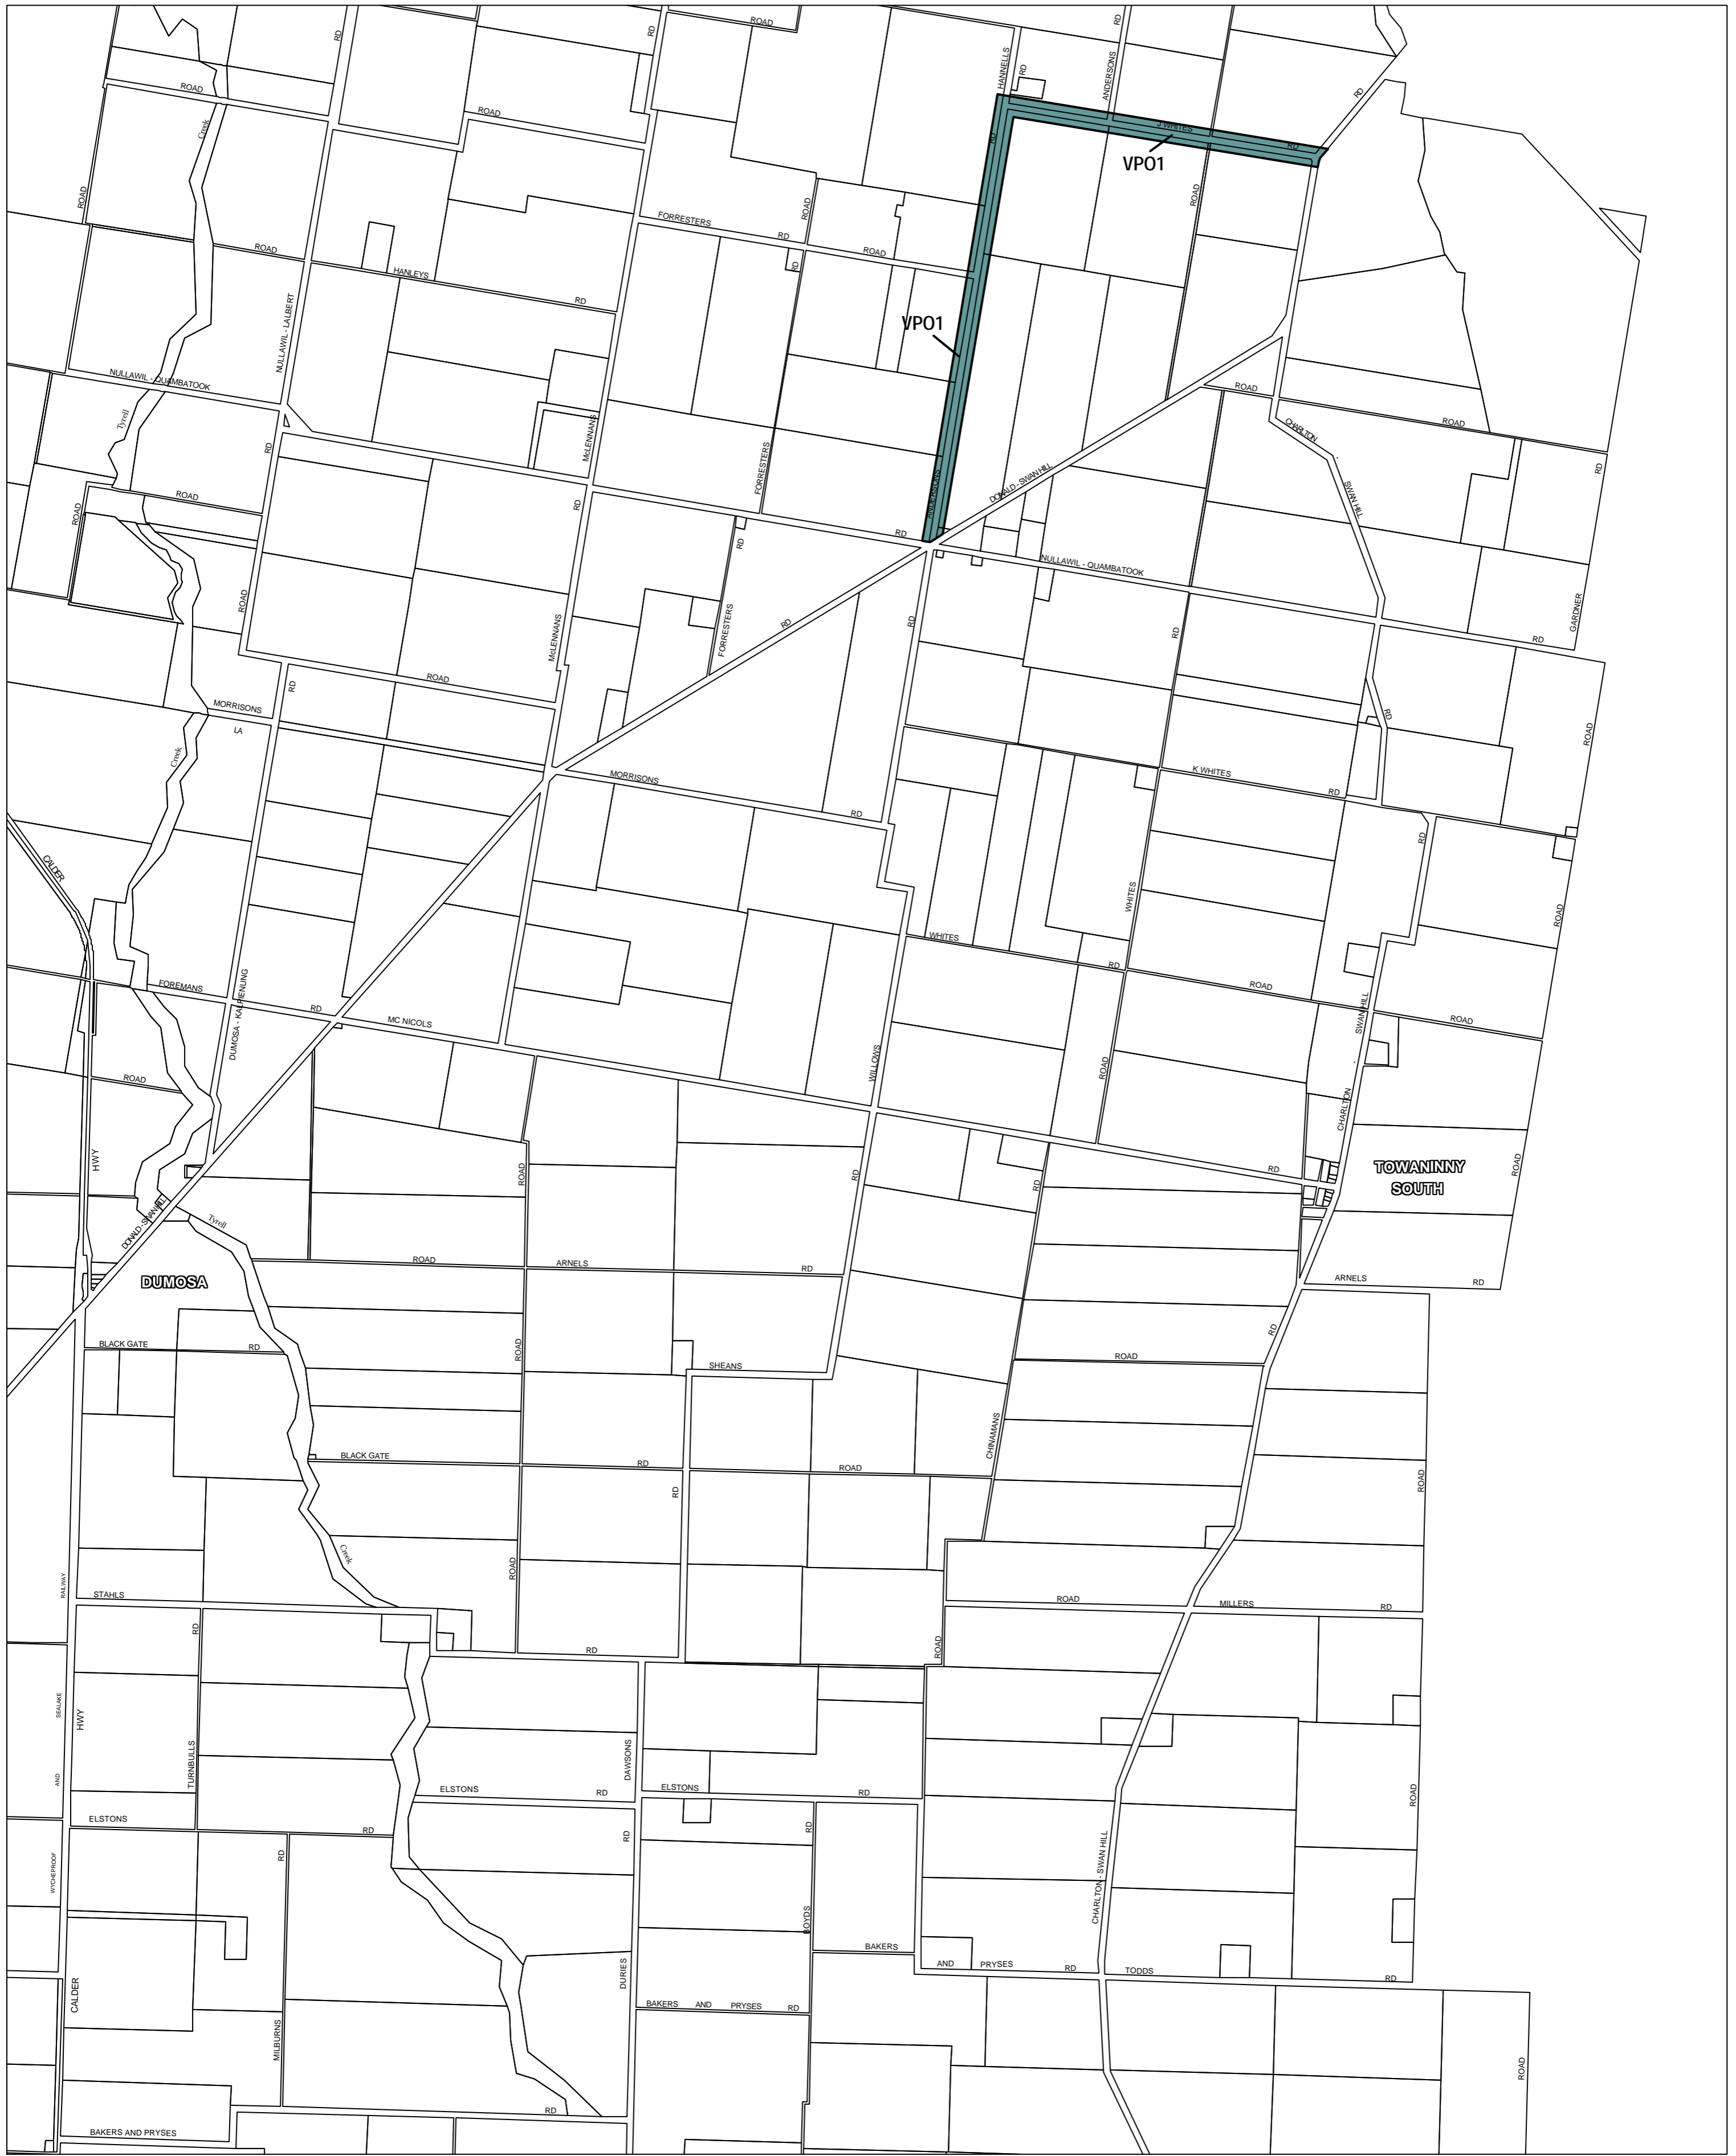 ROAD
RD
RD
HANNELLS
RD
ANDERSONS
RD
RD
ROAD
ROAD
Creek
J WHITES
RD
VPO1
RD
ROAD
ROAD
ROAD
FORRESTERS
RD
ROAD
ROAD
HANLEYS
RD
RD
NULLAWIL - LALBERT
VPO1
NULLAWIL - QUAMBATOOK
Tyrell
RD
McLENNANS
FORRESTERS
ANDERSONS
DONALD - SWAN HILL
ROAD
ROAD
CHARLTON
-
SWAN HILL
RD
ROAD
ROAD
RD
RD
RD
NULLAWIL - QUAMBATOOK
GARDNER
RD
ROAD
McLENNANS
FORRESTERS
RD
RD
RD
ROAD
RD
MORRISONS
LA
Creek
RD
ROAD
MORRISONS
RD
K WHITES
RD
RD
CALDER
WHITES
WHITES
RD
ROAD
ROAD
FOREMANS
RD
DUMOSA - KALPIENUNG
MC NICOLS
SWAN HILL
-
CHARLTON
ROAD
ROAD
WILLOWS
ROAD
HWY
ROAD
RD
RD
RD
ROAD
TOWANINNY
SOUTH
DONALD - SWAN HILL
Tyrell
DUMOSA
ROAD
ARNELS
RD
ARNELS
RD
BLACK GATE
RD
ROAD
SHEANS
ROAD
RD
CHINAMANS
BLACK GATE
RD
ROAD
RD
ROAD
Creek
ROAD
RAILWAY
STAHLS
ROAD
MILLERS
RD
RD
RD
ROAD
SEALAKE
HWY
AND
TURNBULLS
DAWSONS
ELSTONS
RD
ELSTONS
RD
ROAD
ELSTONS
RD
RD
RD
RD
WYCHEPROOF
CHARLTON - SWAN HILL
BOYDS
BAKERS
AND
PRYSES
RD
TODDS
RD
CALDER
DURIES
BAKERS AND PRYSES RD
MILBURNS
ROAD
RD
BAKERS AND PRYSES